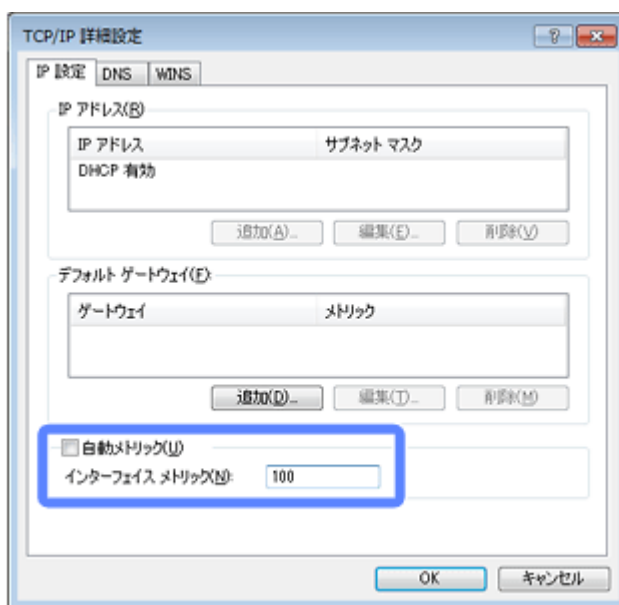 TCP/IP 詳細設定
IP 設定 DNS WINS
IP アドレス(R)
IP アドレス サブネット マスク
DHCP 有効
追加(A)... 編集(E)... 削除(V)
デフォルト ゲートウェイ(F):
ゲートウェイ メトリック
追加(D)... 編集(T)... 削除(M)
自動メトリック(U)
インターフェイス メトリック(N): 100
OK キャンセル